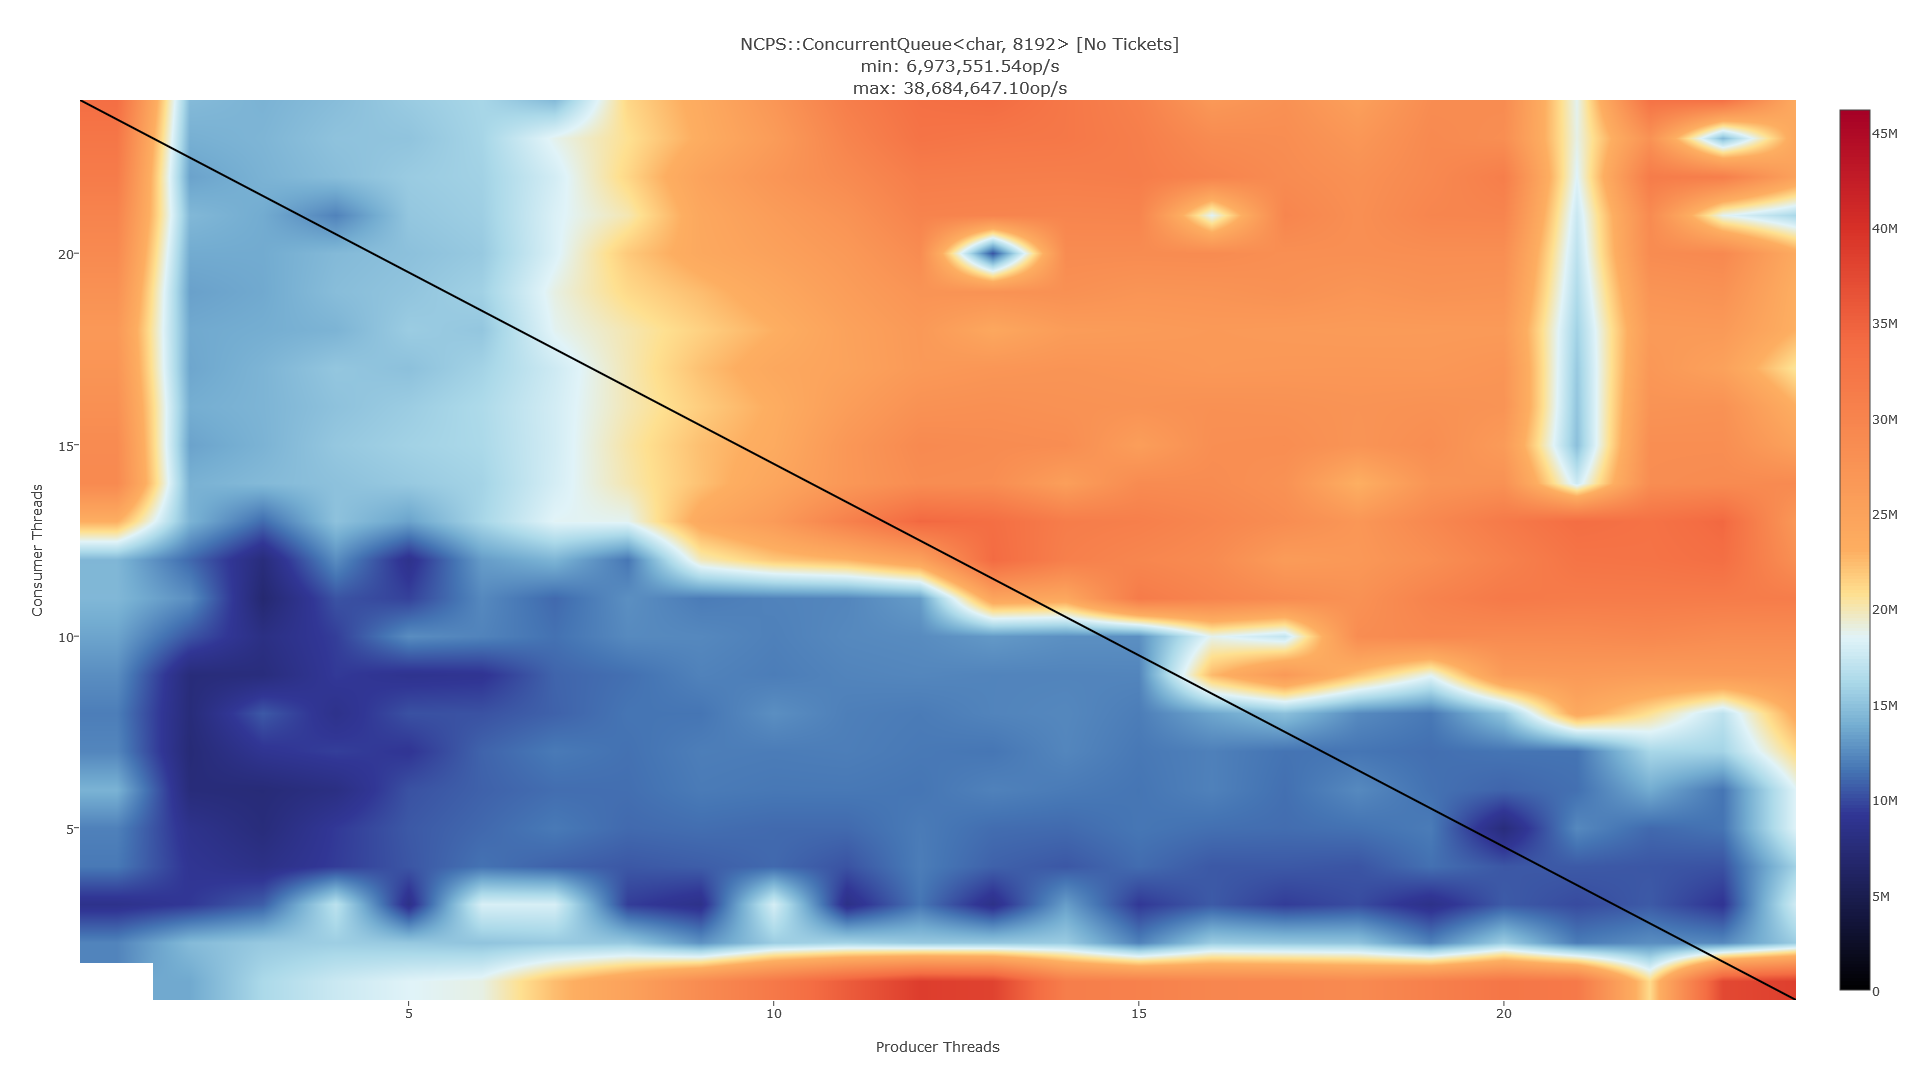 NCPS::ConcurrentQueue<char, 8192> [No Tickets]
min: 6,973,551.54op/s
max: 38,684,647.10op/s
Consumer Threads
20
15
10
5
5
10
15
20
Producer Threads
45M
40M
35M
30M
25M
20M
15M
10M
5M
0